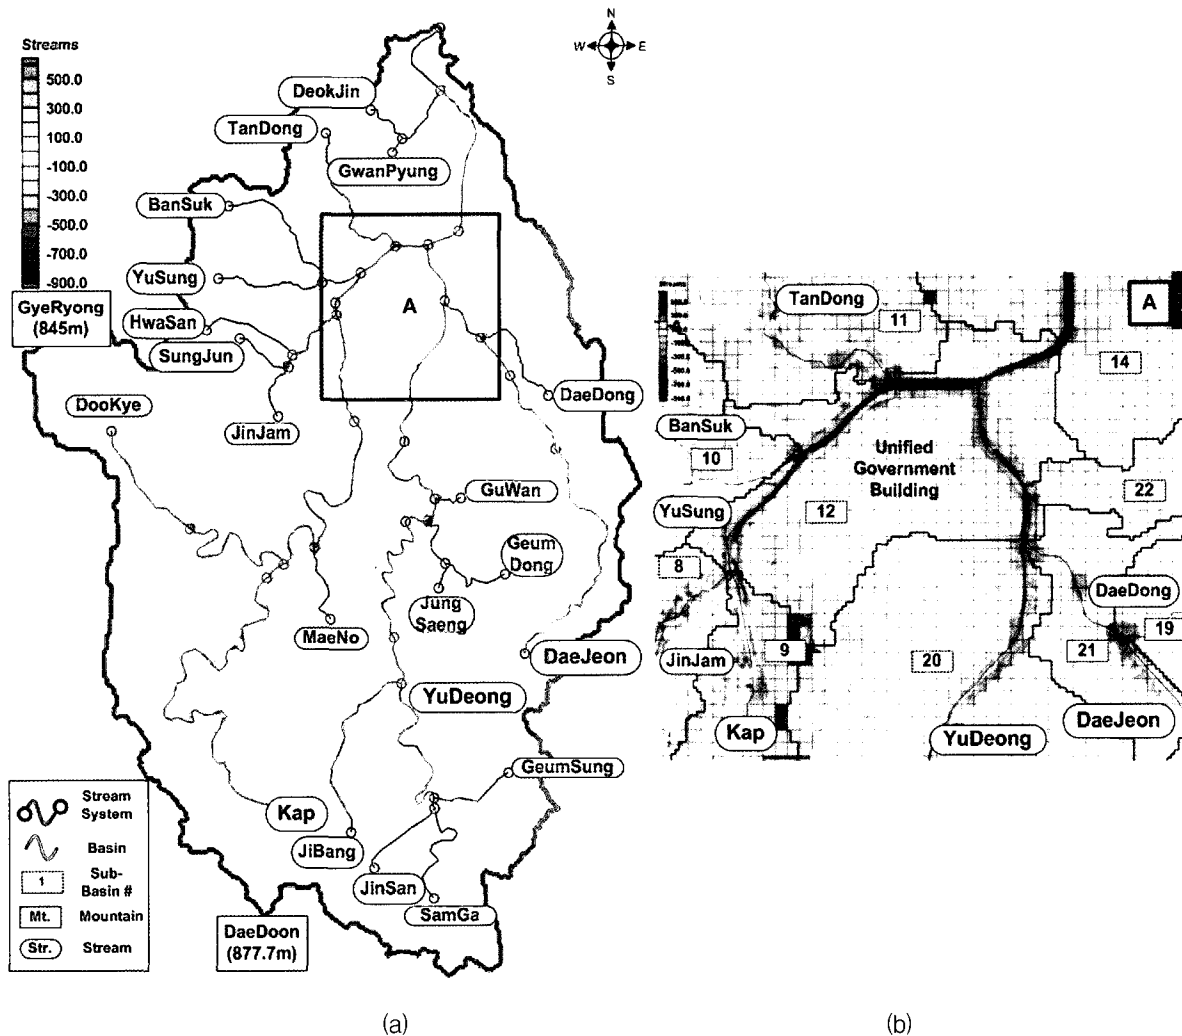 Streams
500.0
300.0
100.0
-100.0
-300.0
-500.0
-700.0
-900.0
N
W
E
S
DeokJin
TanDong
GwanPyung
BanSuk
YuSung
GyeRyong
(845m)
HwaSan
SungJun
A
DooKye
JinJam
DaeDong
GuWan
Geum
Dong
Jung
Saeng
MaeNo
DaeJeon
YuDeong
GeumSung
Kap
JiBang
JinSan
SamGa
DaeDoon
(877.7m)
Stream
System
Basin
1
Sub-
Basin #
Mt.
Mountain
Str.
Stream
(a)
TanDong
11
A
14
BanSuk
10
Unified
Government
Building
22
12
YuSung
8
DaeDong
19
9
JinJam
20
21
Kap
YuDeong
DaeJeon
(b)